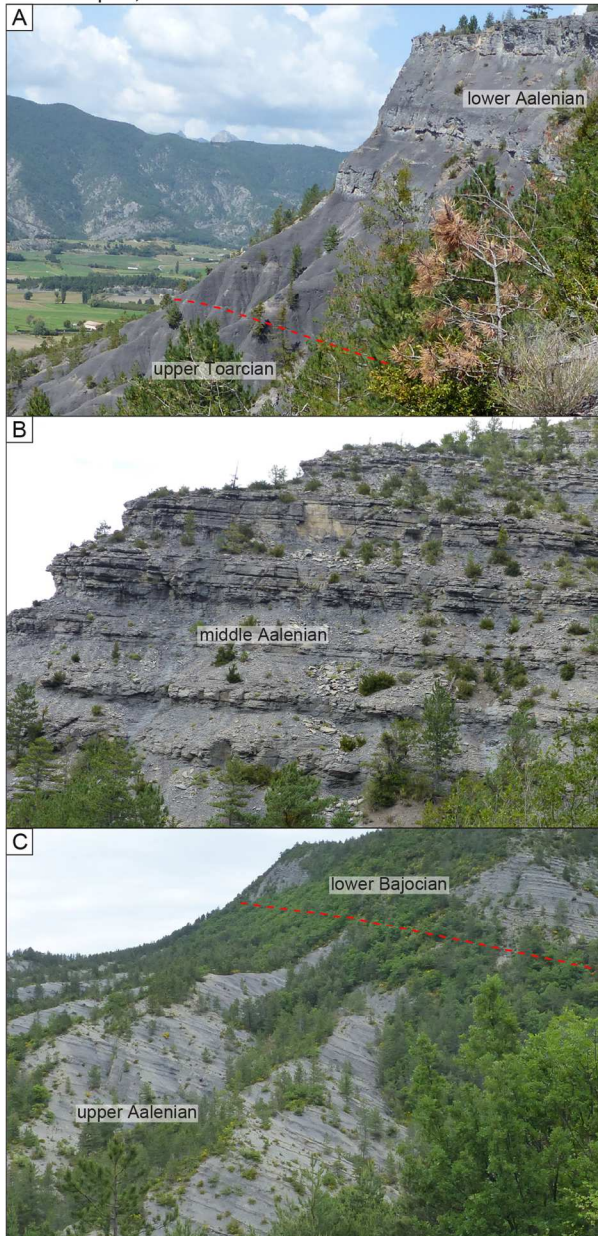 A
lower Aalenian
upper Toarcian
B
middle Aalenian
C
lower Bajocian
upper Aalenian